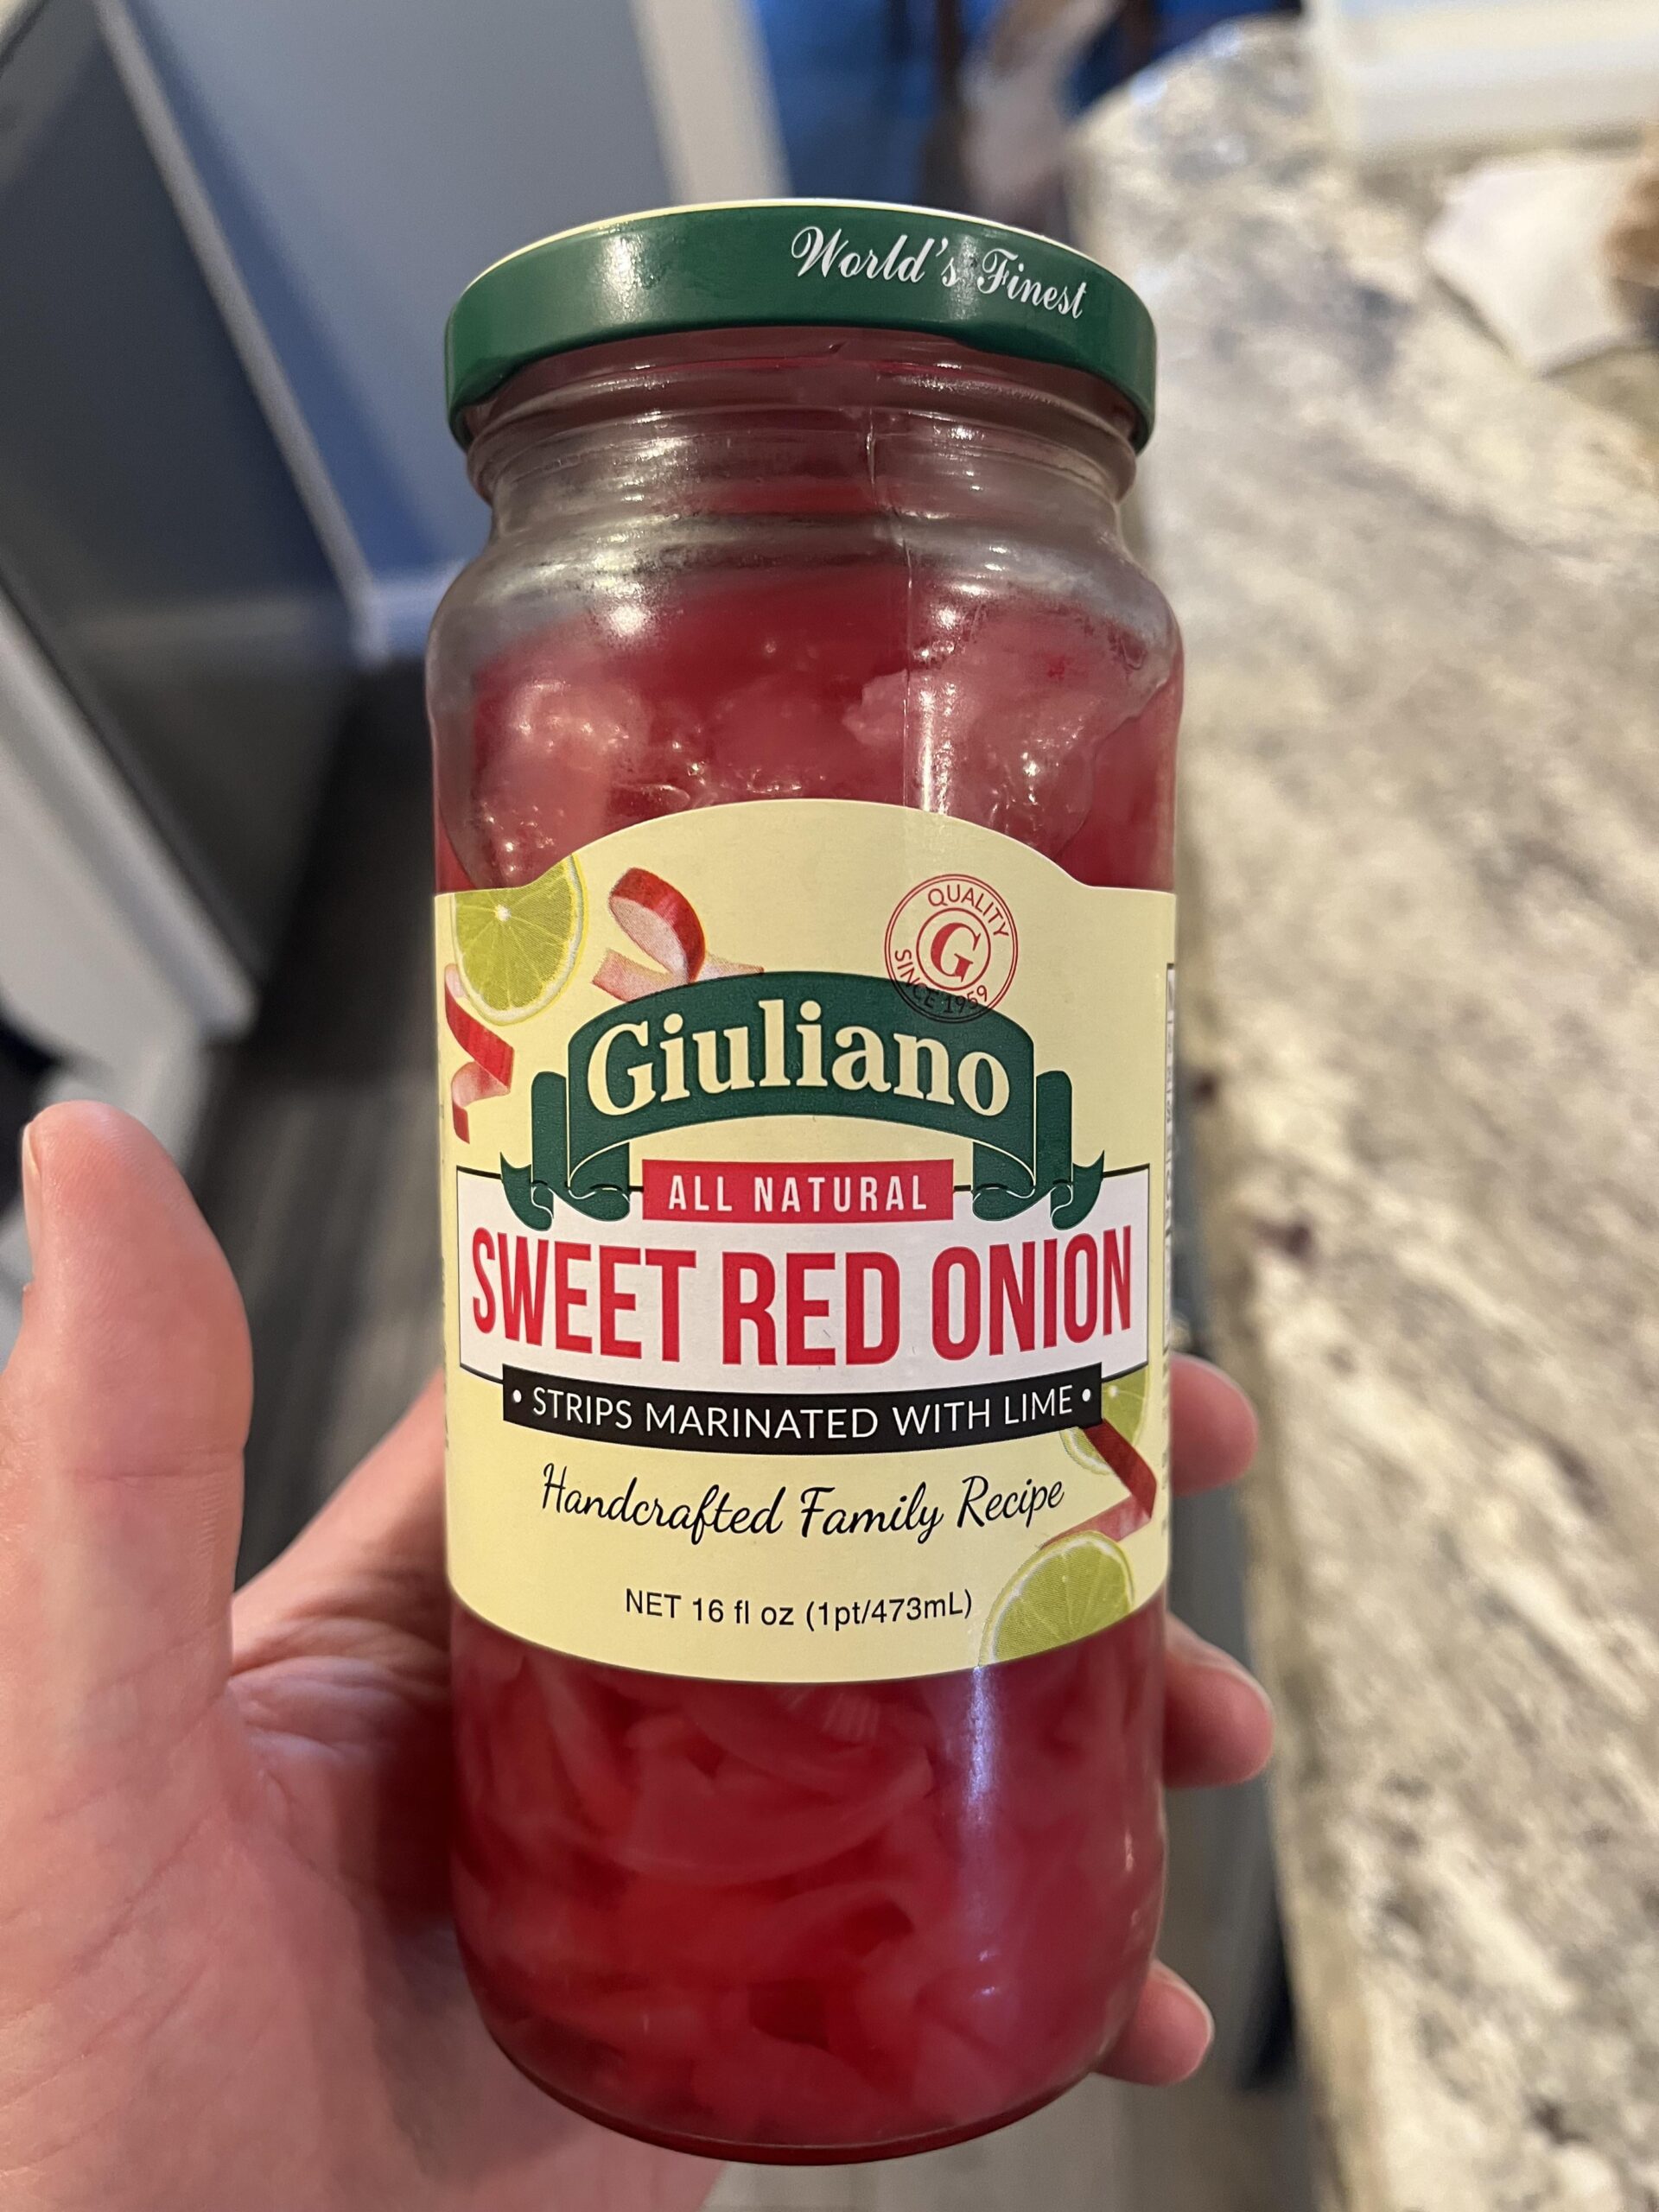 World's Finest
QUALITY
G
SINCE 1959
Giuliano
ALL NATURAL
SWEET RED ONION
• STRIPS MARINATED WITH LIME •
Handcrafted Family Recipe
NET 16 fl oz (1pt/473mL)